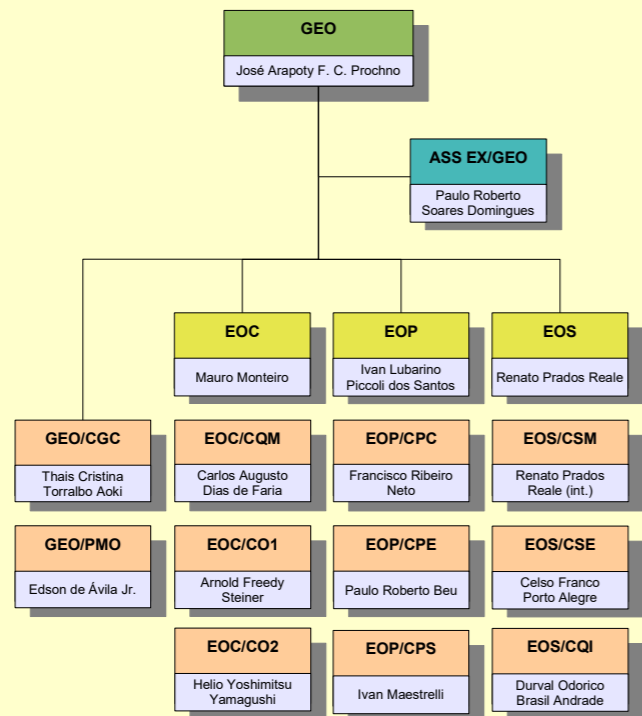 GEO
José Arapoty F. C. Prochno
ASS EX/GEO
Paulo Roberto
Soares Domingues
EOC
Mauro Monteiro
EOP
Ivan Lubarino
Piccoli dos Santos
EOS
Renato Prados Reale
GEO/CGC
Thais Cristina
Torralbo Aoki
EOC/CQM
Carlos Augusto
Dias de Faria
EOP/CPC
Francisco Ribeiro
Neto
EOS/CSM
Renato Prados
Reale (int.)
GEO/PMO
Edson de Ávila Jr.
EOC/CO1
Arnold Freedy
Steiner
EOP/CPE
Paulo Roberto Beu
EOS/CSE
Celso Franco
Porto Alegre
EOC/CO2
Helio Yoshimitsu
Yamagushi
EOP/CPS
Ivan Maestrelli
EOS/CQI
Durval Odorico
Brasil Andrade